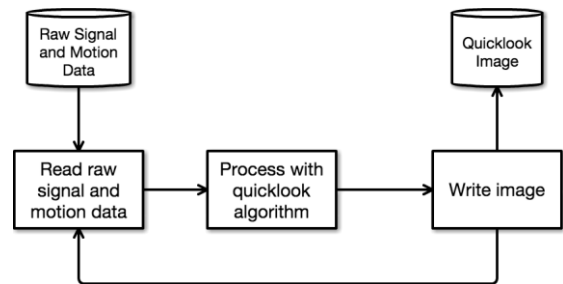 Raw Signal
and Motion
Data
Quicklook
Image
Read raw
signal and
motion data
Process with
quicklook
algorithm
Write image